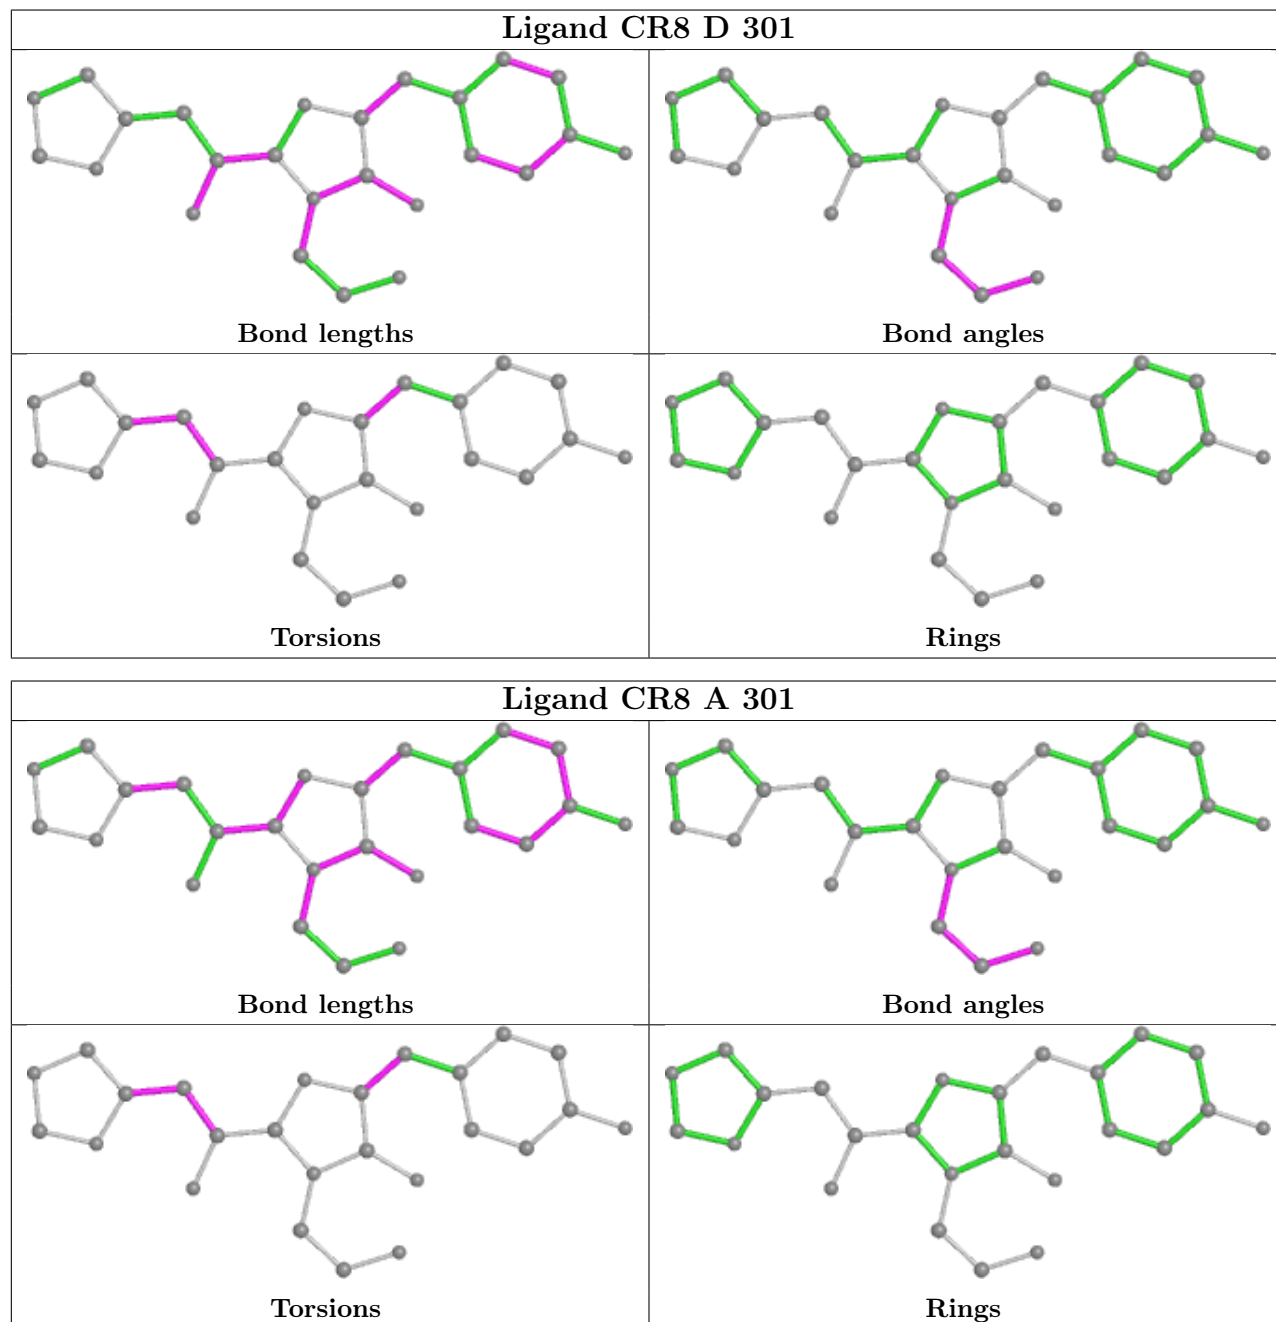 Ligand CR8 D 301
Bond lengths
Bond angles
Torsions
Rings
Ligand CR8 A 301
Bond lengths
Bond angles
Torsions
Rings